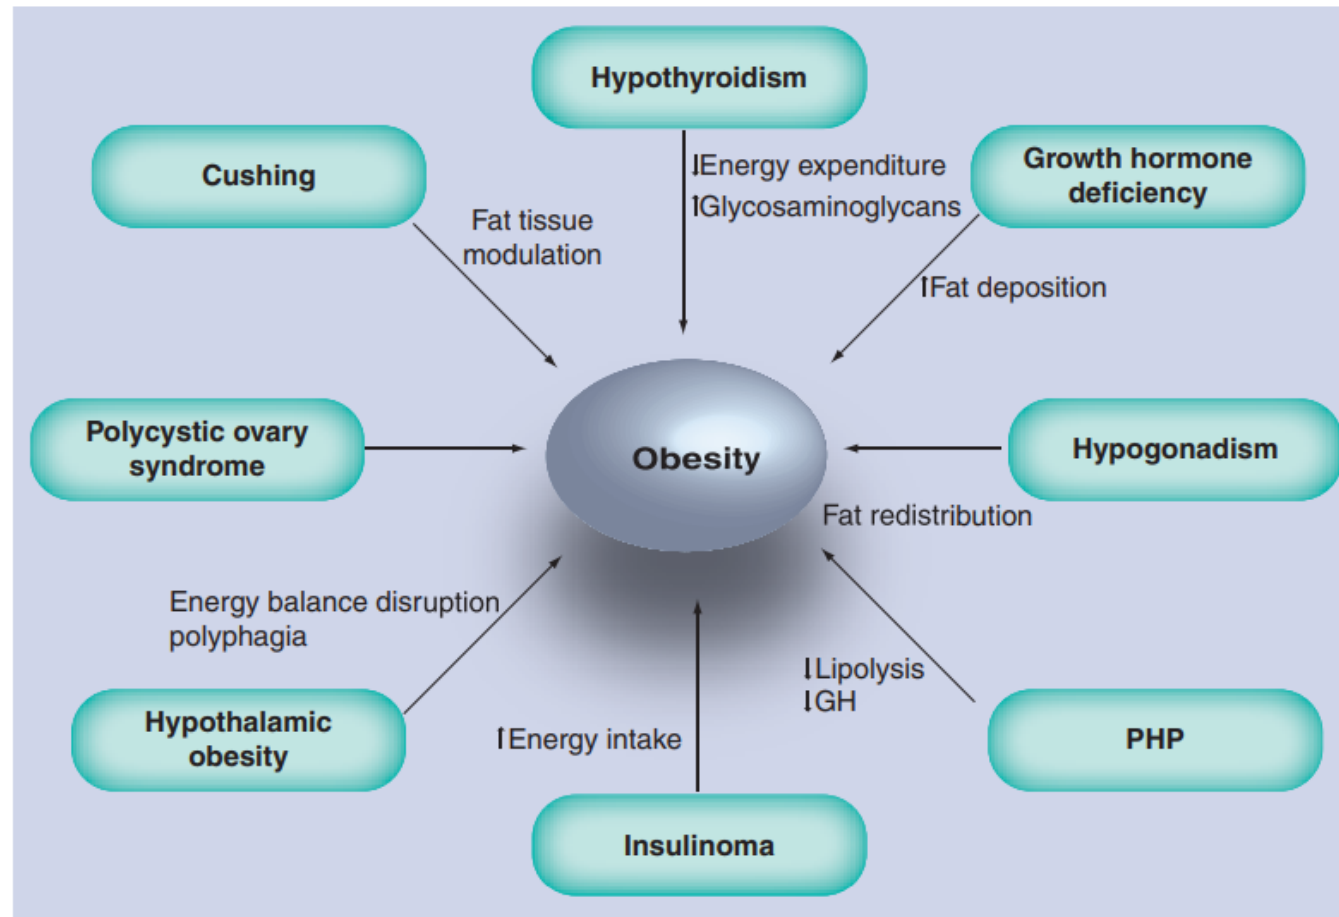 Hypothyroidism
Cushing
Growth hormone
deficiency
↓Energy expenditure
↑Glycosaminoglycans
Fat tissue
modulation
↑Fat deposition
Polycystic ovary
syndrome
Obesity
Hypogonadism
Fat redistribution
Energy balance disruption
polyphagia
↓Lipolysis
↓GH
Hypothalamic
obesity
↑Energy intake
PHP
Insulinoma